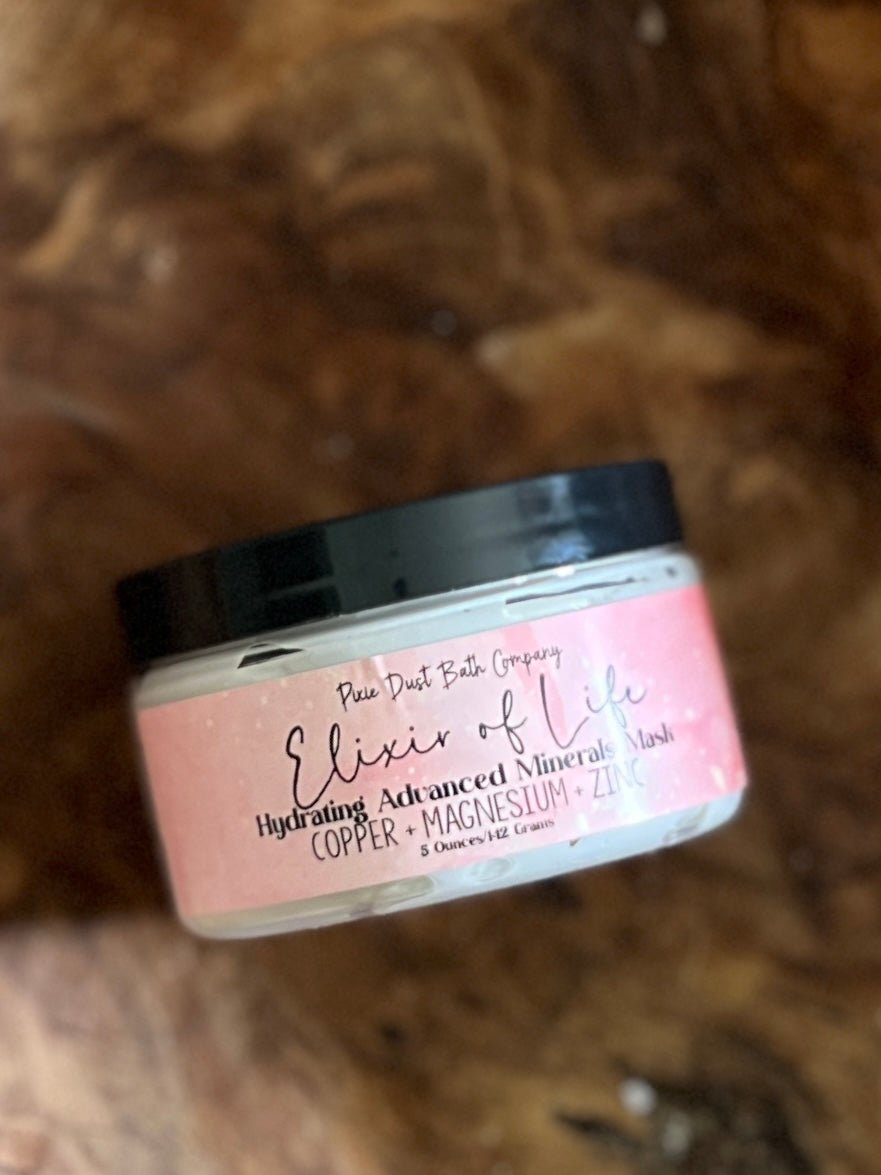 Pixie Dust Bath Company
Elixir of Life
Hydrating Advanced Minerals Mask
COPPER + MAGNESIUM + ZINC
5 Ounces/142 Grams